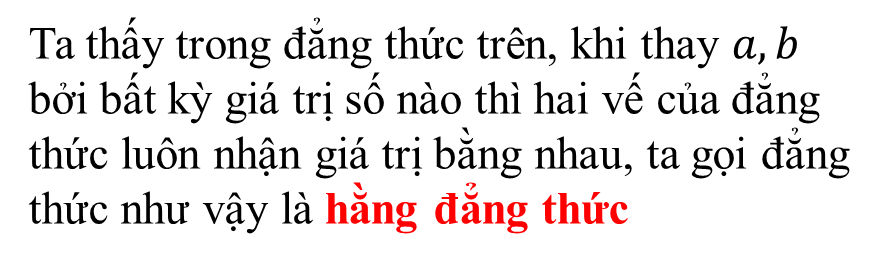 Ta thấy trong đẳng thức trên, khi thay a, b
bởi bất kỳ giá trị số nào thì hai vế của đẳng
thức luôn nhận giá trị bằng nhau, ta gọi đẳng
thức như vậy là hằng đẳng thức